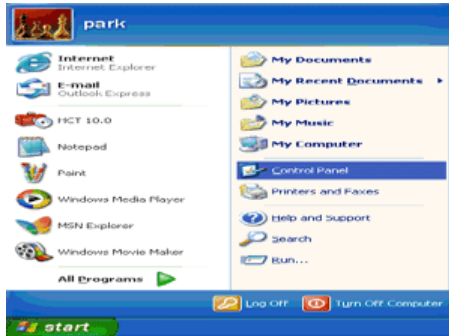 park
Internet
Internet Explorer
E-mail
Outlook Express
HCT 10.0
Notepad
Paint
Windows Media Player
MSN Explorer
Windows Movie Maker
All Programs
My Documents
My Recent Documents
My Pictures
My Music
My Computer
Control Panel
Printers and Faxes
Help and Support
Search
Run...
Log Off
Turn Off Computer
start